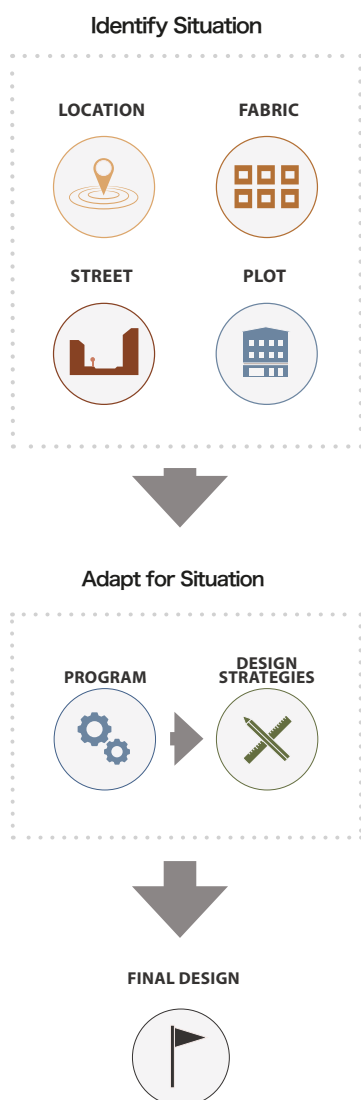 Identify Situation
LOCATION
FABRIC
STREET
PLOT
Adapt for Situation
PROGRAM
DESIGN
STRATEGIES
FINAL DESIGN